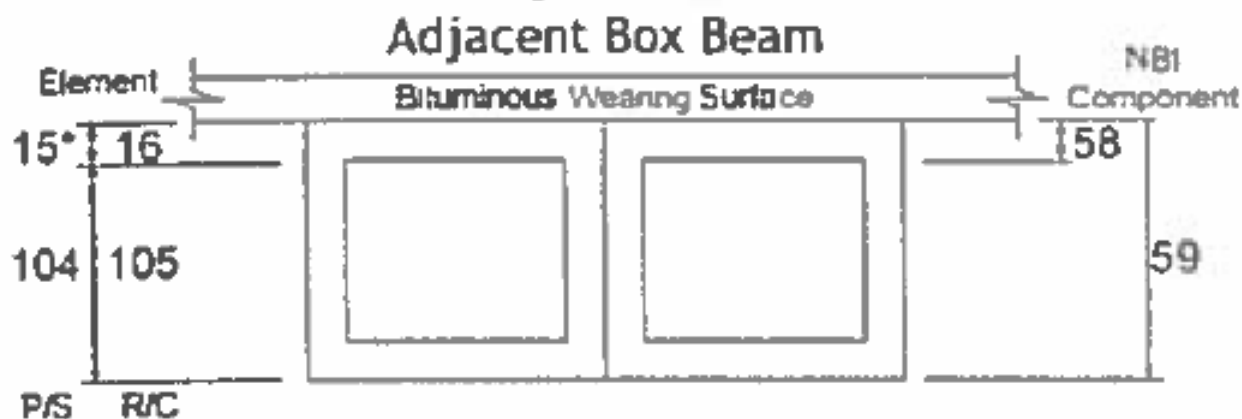 Adjacent Box Beam
Element
NBI
Component
Bituminous Wearing Surface
15* 16
58
104 105
59
P/S R/C